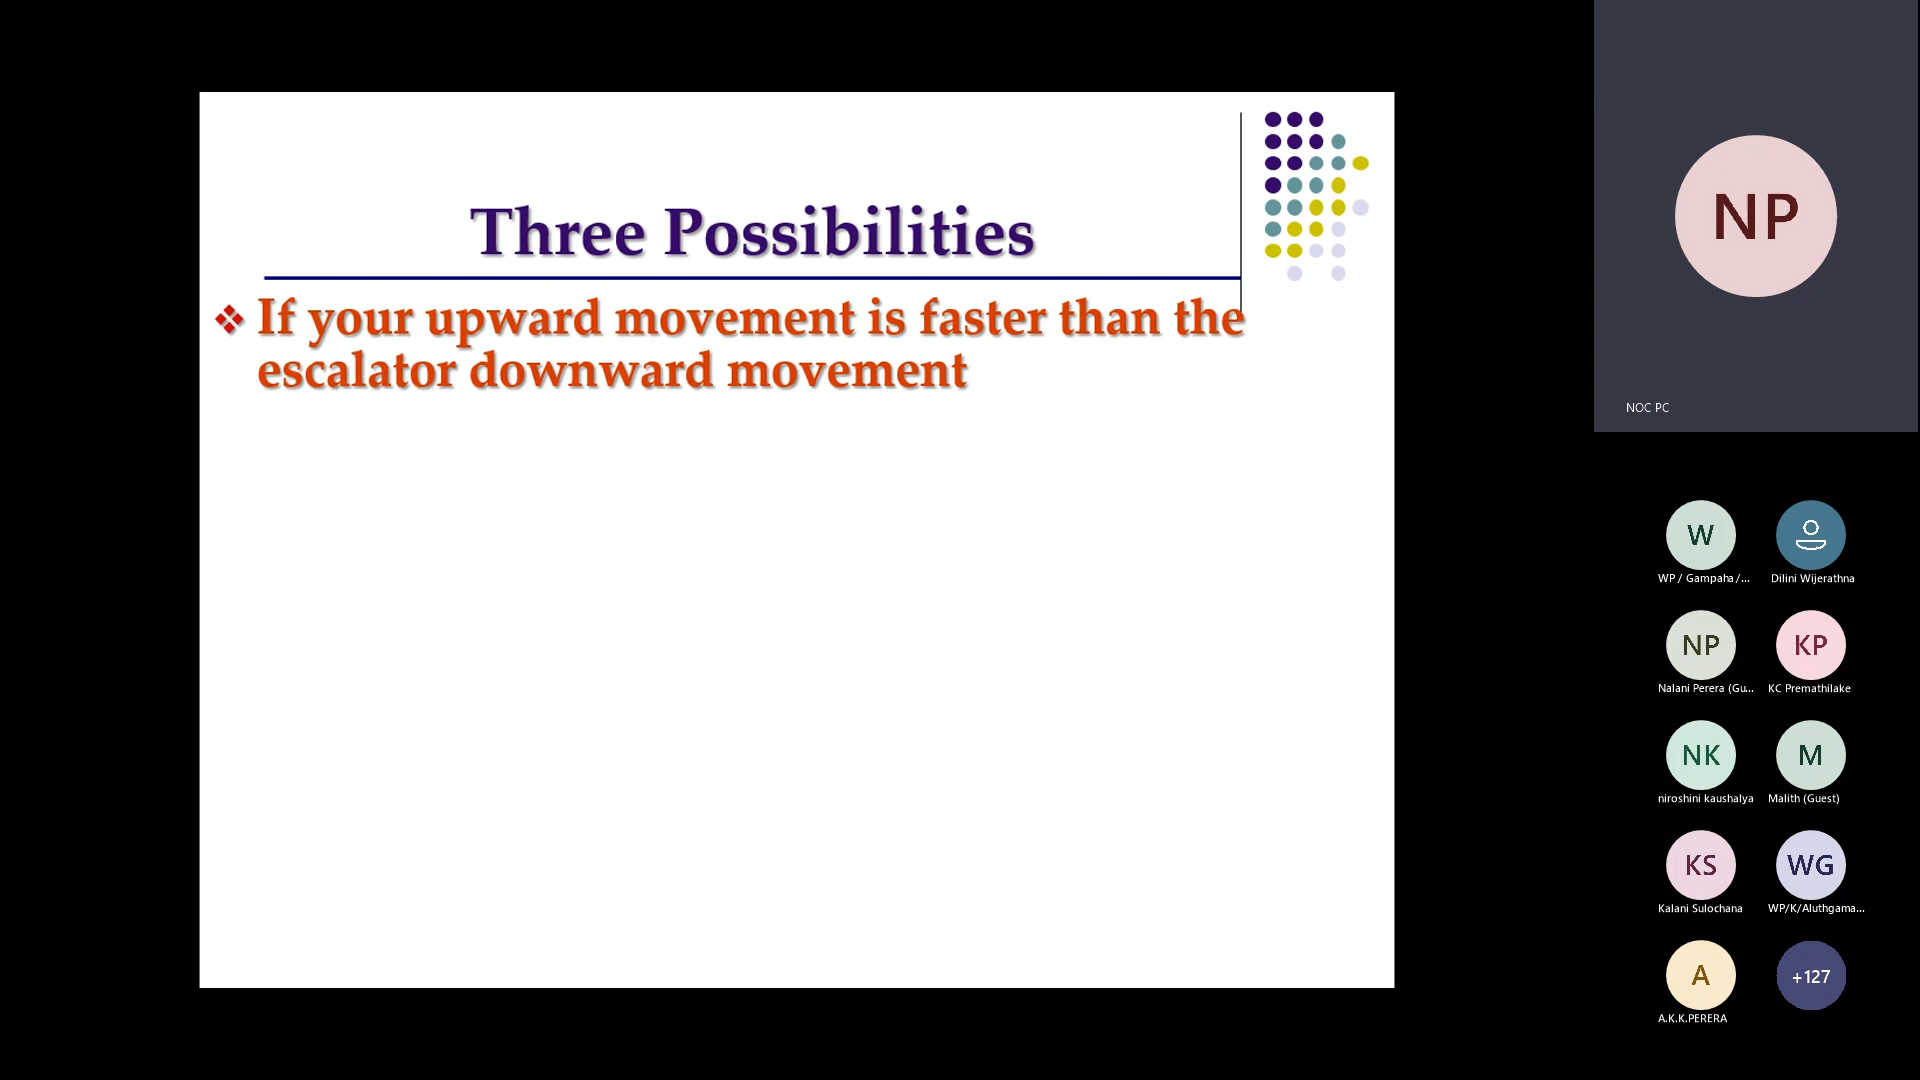 Three Possibilities
If your upward movement is faster than the
escalator downward movement
NP
NOC PC
W
WP / Gampaha /...
Dilini Wijerathna
NP
Nalani Perera (Gu...
KP
KC Premathilake
NK
niroshini kaushalya
M
Malith (Guest)
KS
Kalani Sulochana
WG
WP/K/Aluthgama...
A
A.K.K.PERERA
+127